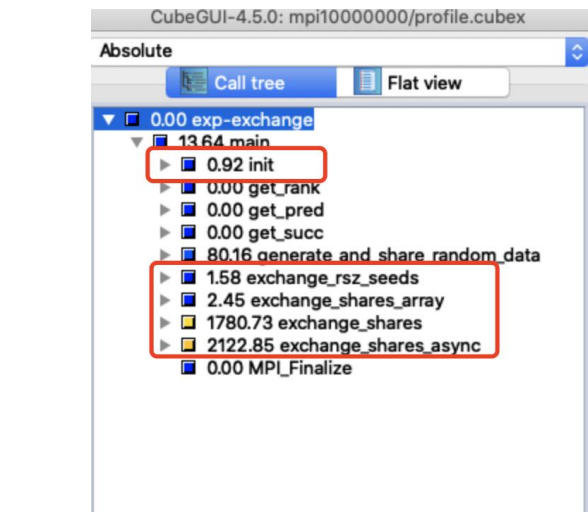 CubeGUI-4.5.0: mpi10000000/profile.cubex
Absolute
Call tree Flat view
0.00 exp-exchange
13.64 main
0.92 init
0.00 get_rank
0.00 get_pred
0.00 get_succ
80.16 generate_and_share_random_data
1.58 exchange_rsz_seeds
2.45 exchange_shares_array
1780.73 exchange_shares
2122.85 exchange_shares_async
0.00 MPI_Finalize